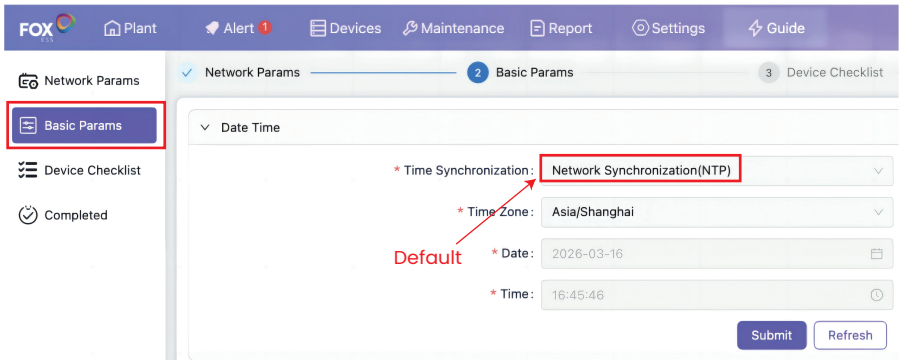 FOX ESS Plant Alert 1 Devices Maintenance Report Settings Guide
Network Params
Basic Params
Device Checklist
Completed
Network Params 2 Basic Params 3 Device Checklist
Date Time
* Time Synchronization: Network Synchronization(NTP)
* Time Zone: Asia/Shanghai
Default
* Date: 2026-03-16
* Time: 16:45:46
Submit Refresh